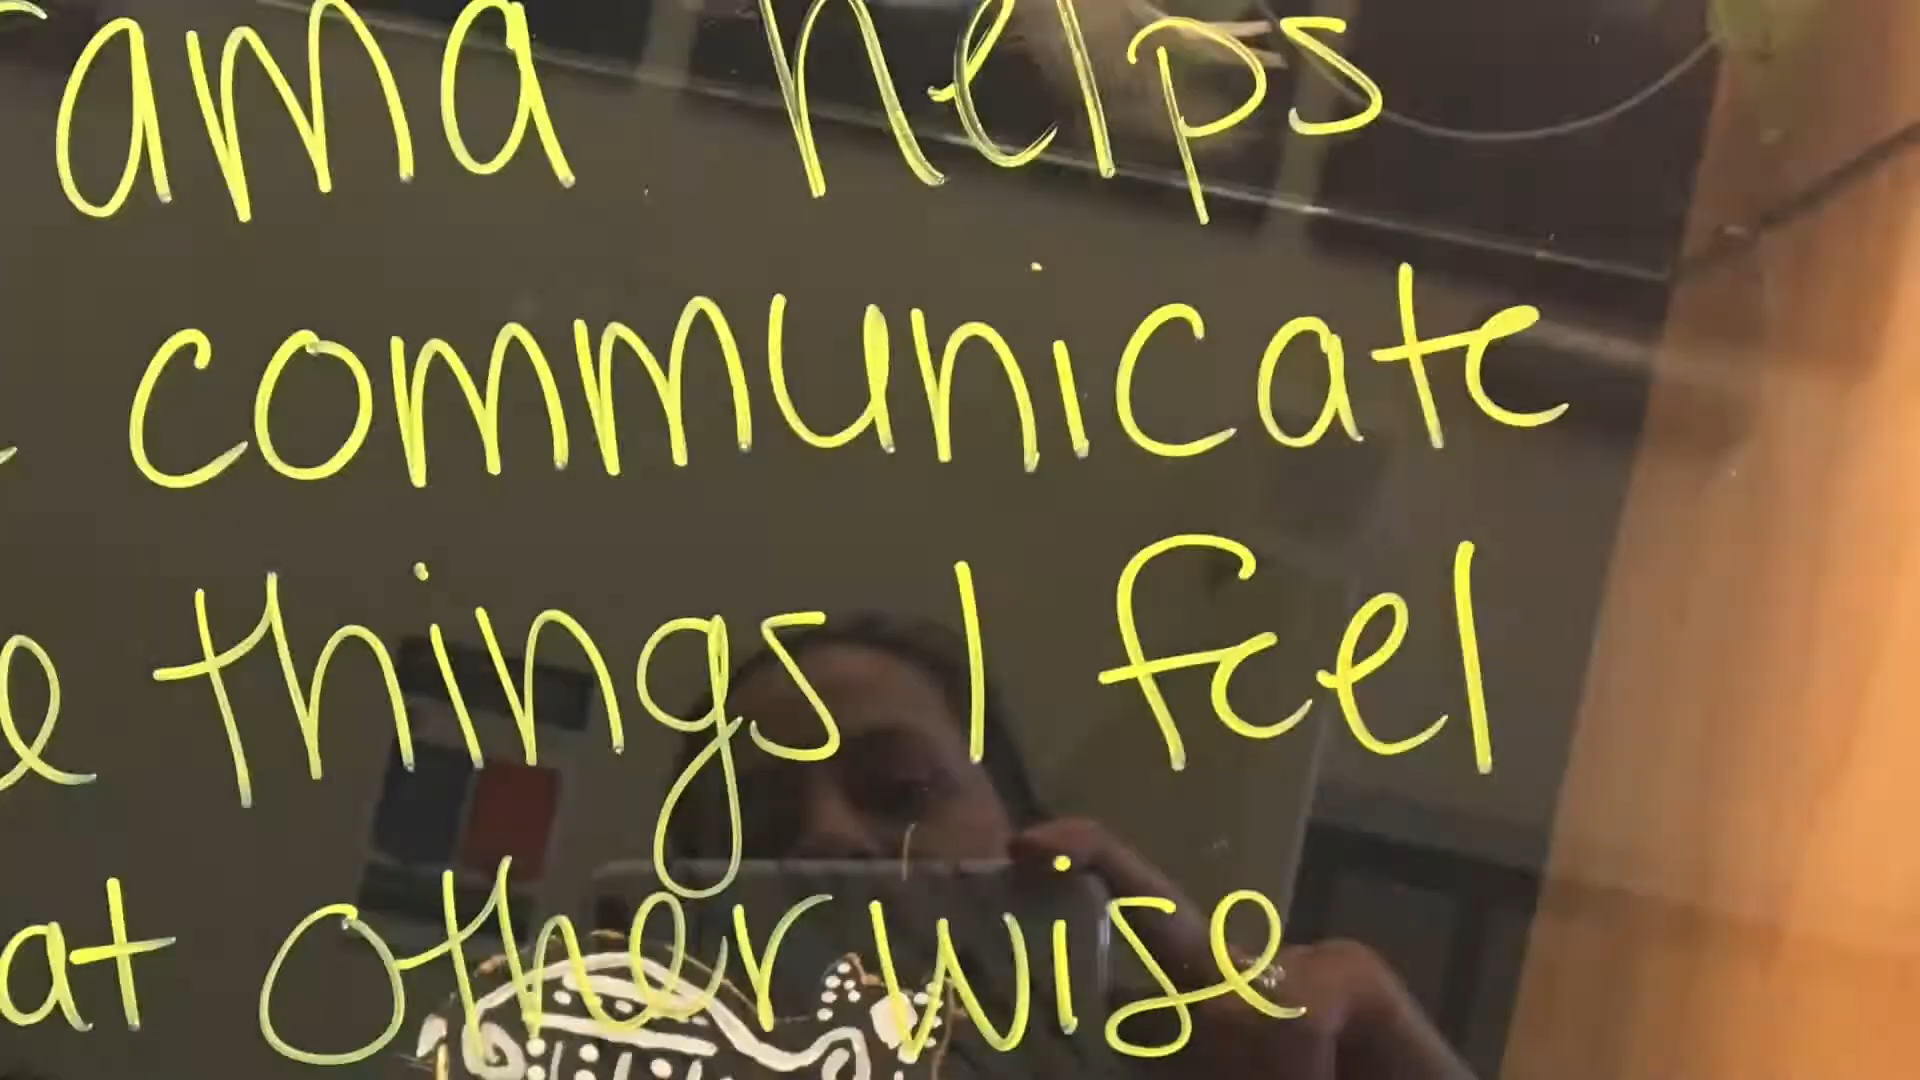 ama helps
communicate
things I feel
at otherwise